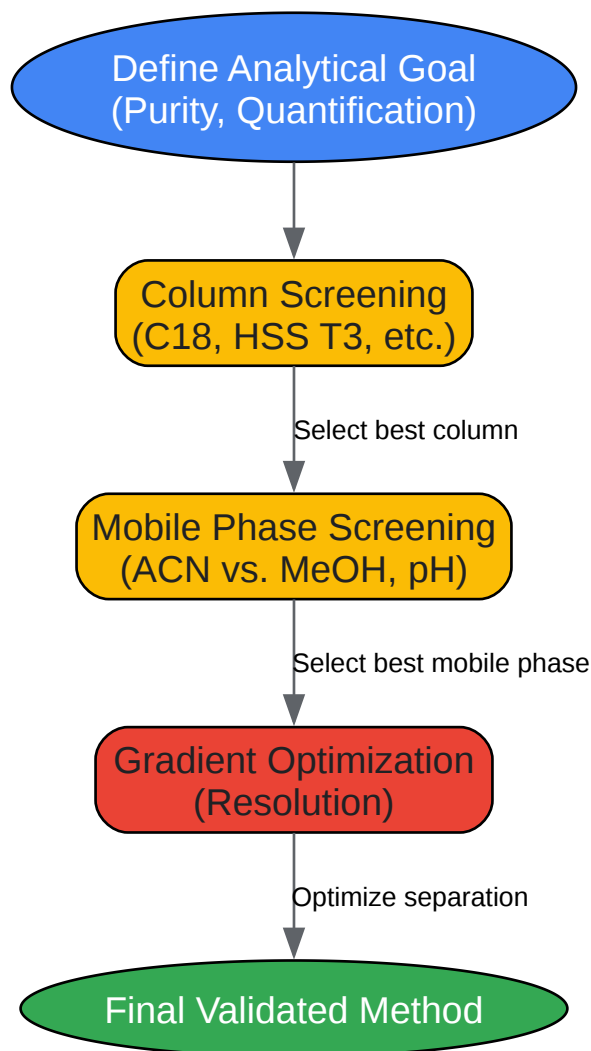 Define Analytical Goal
(Purity, Quantification)
Column Screening
(C18, HSS T3, etc.)
Select best column
Mobile Phase Screening
(ACN vs. MeOH, pH)
Select best mobile phase
Gradient Optimization
(Resolution)
Optimize separation
Final Validated Method